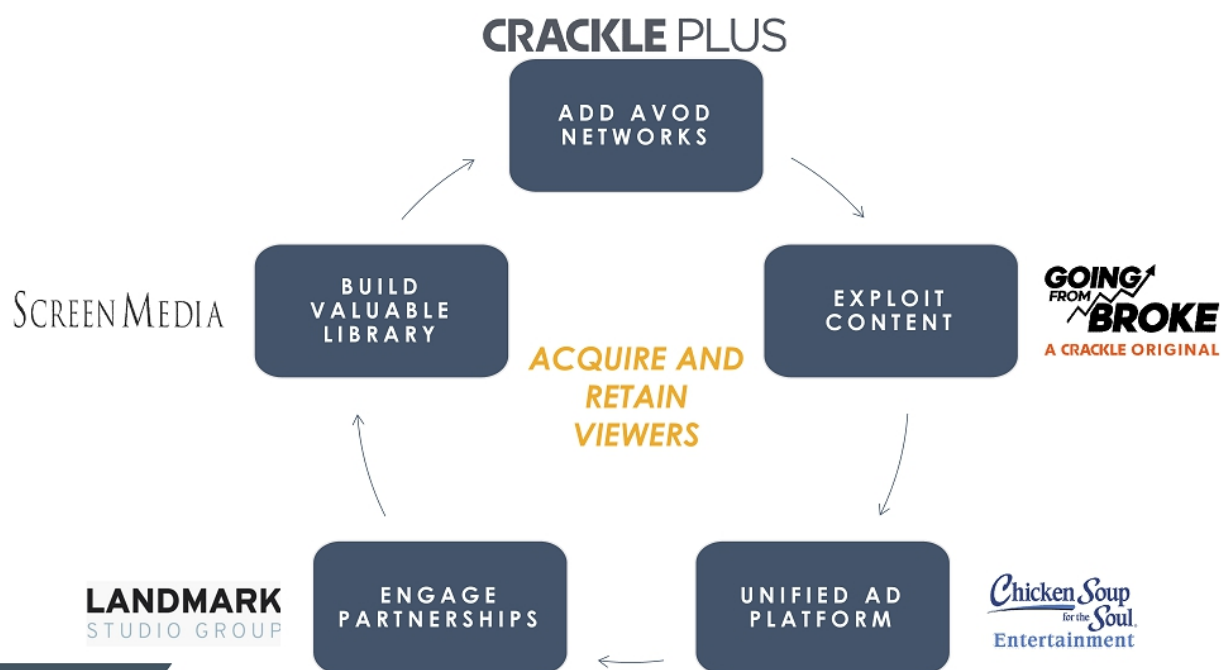 CRACKLE PLUS
ADD AVOD
NETWORKS
BUILD
VALUABLE
LIBRARY
SCREEN MEDIA
EXPLOIT
CONTENT
GOING
FROM
BROKE
A CRACKLE ORIGINAL
ACQUIRE AND
RETAIN
VIEWERS
LANDMARK
STUDIO GROUP
ENGAGE
PARTNERSHIPS
UNIFIED AD
PLATFORM
Chicken Soup
for the Soul
Entertainment